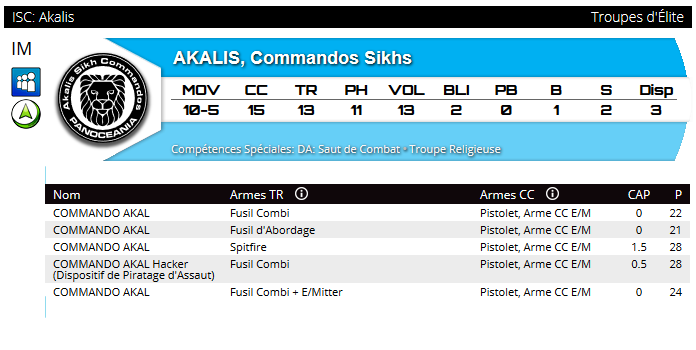 ISC: Akalis Troupes d'Élite
IM
AKALIS, Commandos Sikhs
Akalis Sikh Commandos
PANOCEANIA
MOV CC TR PH VOL BLI PB B S Disp
10-5 15 13 11 13 2 0 1 2 3
Compétences Spéciales: DA: Saut de Combat · Troupe Religieuse
Nom Armes TR Armes CC CAP P
COMMANDO AKAL Fusil Combi Pistolet, Arme CC E/M 0 22
COMMANDO AKAL Fusil d'Abordage Pistolet, Arme CC E/M 0 21
COMMANDO AKAL Spitfire Pistolet, Arme CC E/M 1.5 28
COMMANDO AKAL Hacker Fusil Combi Pistolet, Arme CC E/M 0.5 28
(Dispositif de Piratage d'Assaut)
COMMANDO AKAL Fusil Combi + E/Mitter Pistolet, Arme CC E/M 0 24